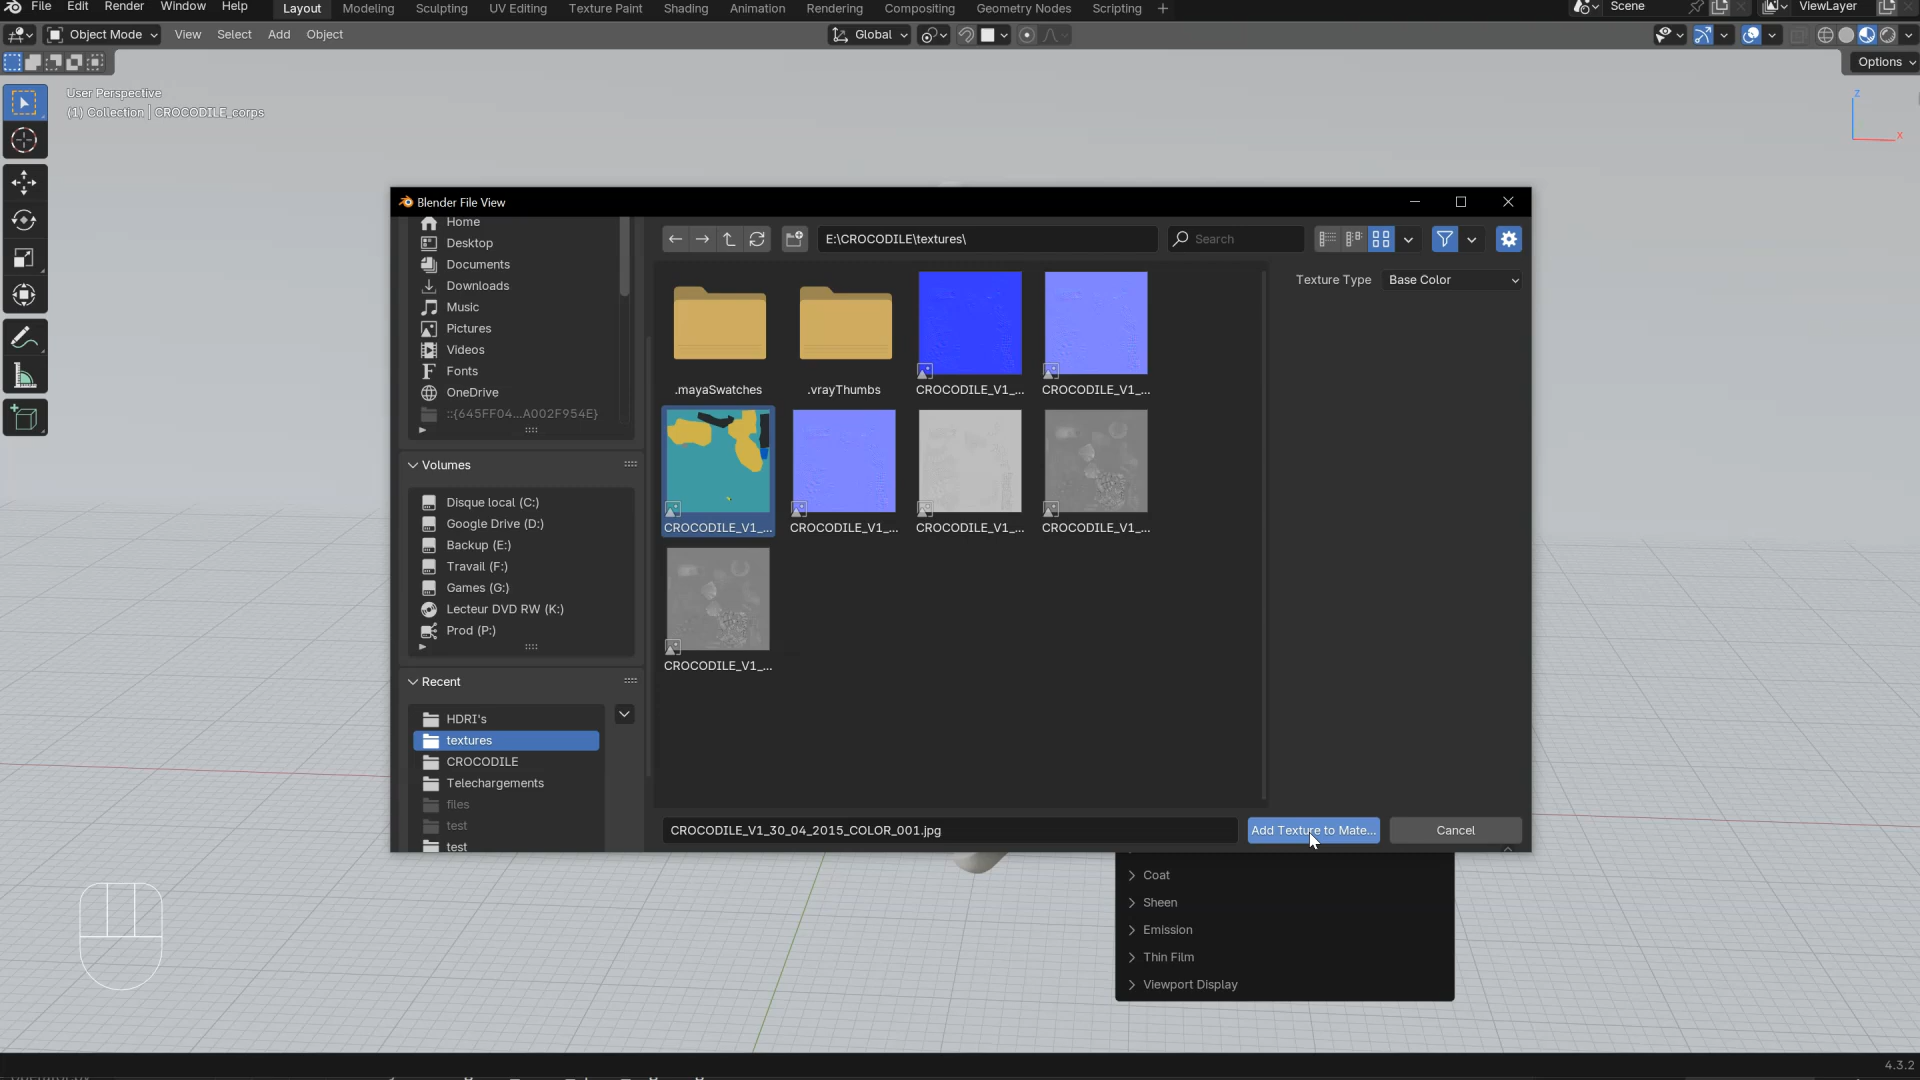 File Edit Render Window Help Layout Modeling Sculpting UV Editing Texture Paint Shading Animation Rendering Compositing Geometry Nodes Scripting + Scene ViewLayer
Object Mode View Select Add Object Global
Options
User Perspective
(1) Collection | CROCODILE_corps
Z
X
Blender File View
Home
Desktop
Documents
Downloads
Music
Pictures
Videos
Fonts
OneDrive
::{645FF04...A002F954E}
Volumes
Disque local (C:)
Google Drive (D:)
Backup (E:)
Travail (F:)
Games (G:)
Lecteur DVD RW (K:)
Prod (P:)
Recent
HDRI's
textures
CROCODILE
Telechargements
files
test
test
E:\CROCODILE\textures\
Search
.mayaSwatches .vrayThumbs CROCODILE_V1_... CROCODILE_V1_...
CROCODILE_V1_... CROCODILE_V1_... CROCODILE_V1_... CROCODILE_V1_...
CROCODILE_V1_...
Texture Type Base Color
CROCODILE_V1_30_04_2015_COLOR_001.jpg Add Texture to Mate... Cancel
Coat
Sheen
Emission
Thin Film
Viewport Display
4.3.2